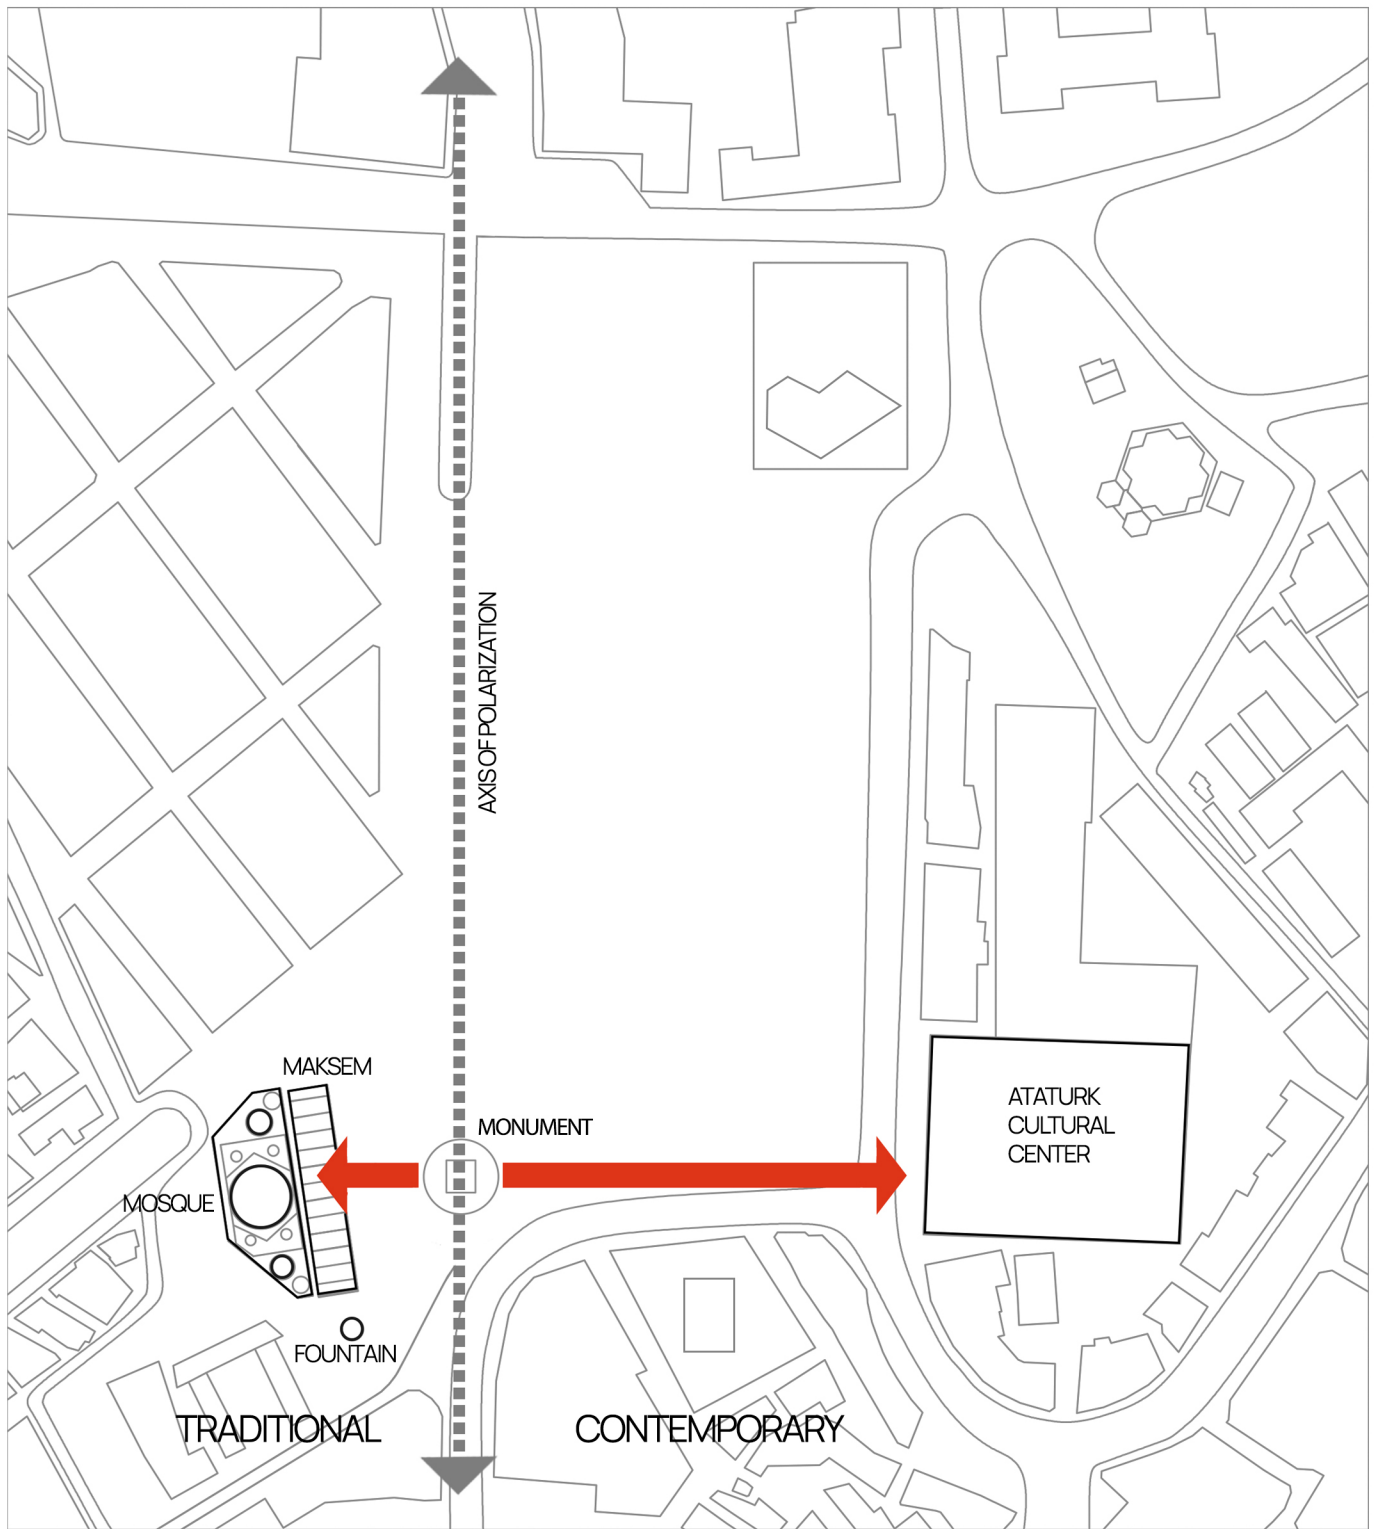 AXIS OF POLARIZATION
MAKSEM
MONUMENT
ATATURK
CULTURAL
CENTER
MOSQUE
FOUNTAIN
TRADITIONAL
CONTEMPORARY